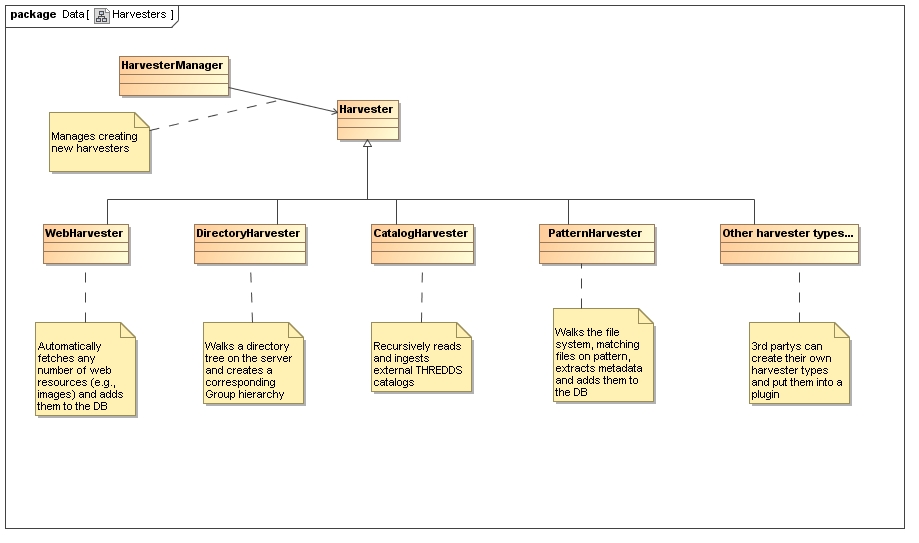 package Data[ Harvesters ]
HarvesterManager
Harvester
Manages creating
new harvesters
WebHarvester
DirectoryHarvester
CatalogHarvester
PatternHarvester
Other harvester types...
Automatically
fetches any
number of web
resources (e.g.,
images) and adds
them to the DB
Walks a directory
tree on the server
and creates a
corresponding
Group hierarchy
Recursively reads
and ingests
external THREDDS
catalogs
Walks the file
system, matching
files on pattern,
extracts metadata
and adds them to
the DB
3rd partys can
create their own
harvester types
and put them into a
plugin